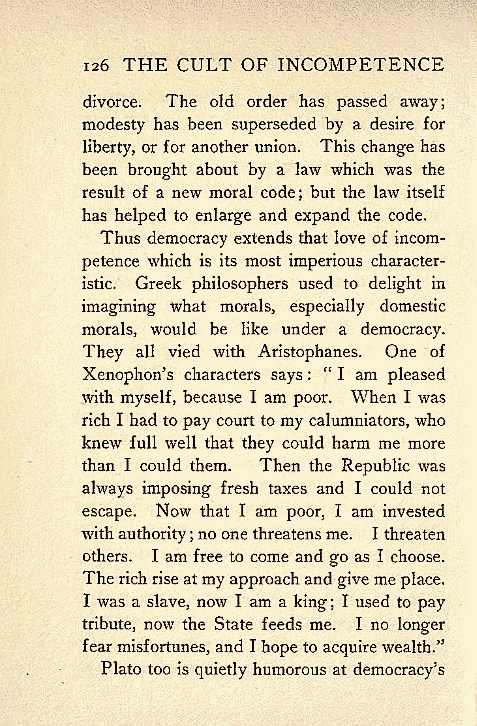 126 THE CULT OF INCOMPETENCE
divorce. The old order has passed away;
modesty has been superseded by a desire for
liberty, or for another union. This change has
been brought about by a law which was the
result of a new moral code; but the law itself
has helped to enlarge and expand the code.
Thus democracy extends that love of incom-
petence which is its most imperious character-
istic. Greek philosophers used to delight in
imagining what morals, especially domestic
morals, would be like under a democracy.
They all vied with Aristophanes. One of
Xenophon's characters says: "I am pleased
with myself, because I am poor. When I was
rich I had to pay court to my calumniators, who
knew full well that they could harm me more
than I could them. Then the Republic was
always imposing fresh taxes and I could not
escape. Now that I am poor, I am invested
with authority; no one threatens me. I threaten
others. I am free to come and go as I choose.
The rich rise at my approach and give me place.
I was a slave, now I am a king; I used to pay
tribute, now the State feeds me. I no longer
fear misfortunes, and I hope to acquire wealth."
Plato too is quietly humorous at democracy's